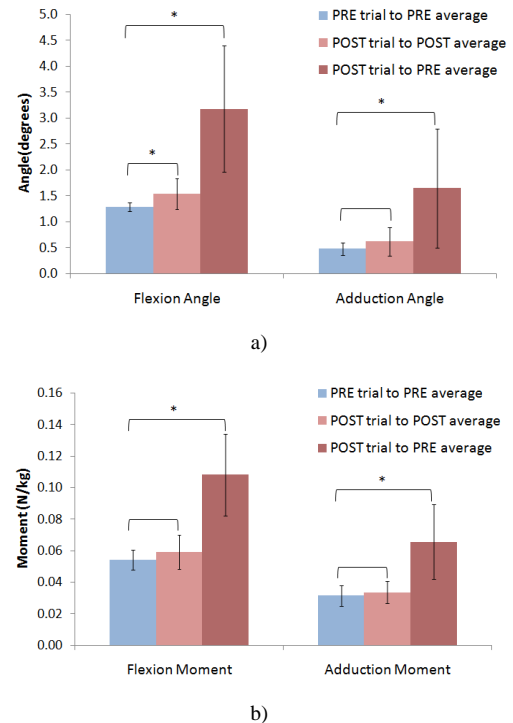 5.0
4.5
4.0
3.5
3.0
2.5
2.0
1.5
1.0
0.5
0.0
Angle(degrees)
*
*
*
PRE trial to PRE average
POST trial to POST average
POST trial to PRE average
Flexion Angle
Adduction Angle
a)
0.16
0.14
0.12
0.10
0.08
0.06
0.04
0.02
0.00
Moment (N/kg)
*
*
PRE trial to PRE average
POST trial to POST average
POST trial to PRE average
Flexion Moment
Adduction Moment
b)